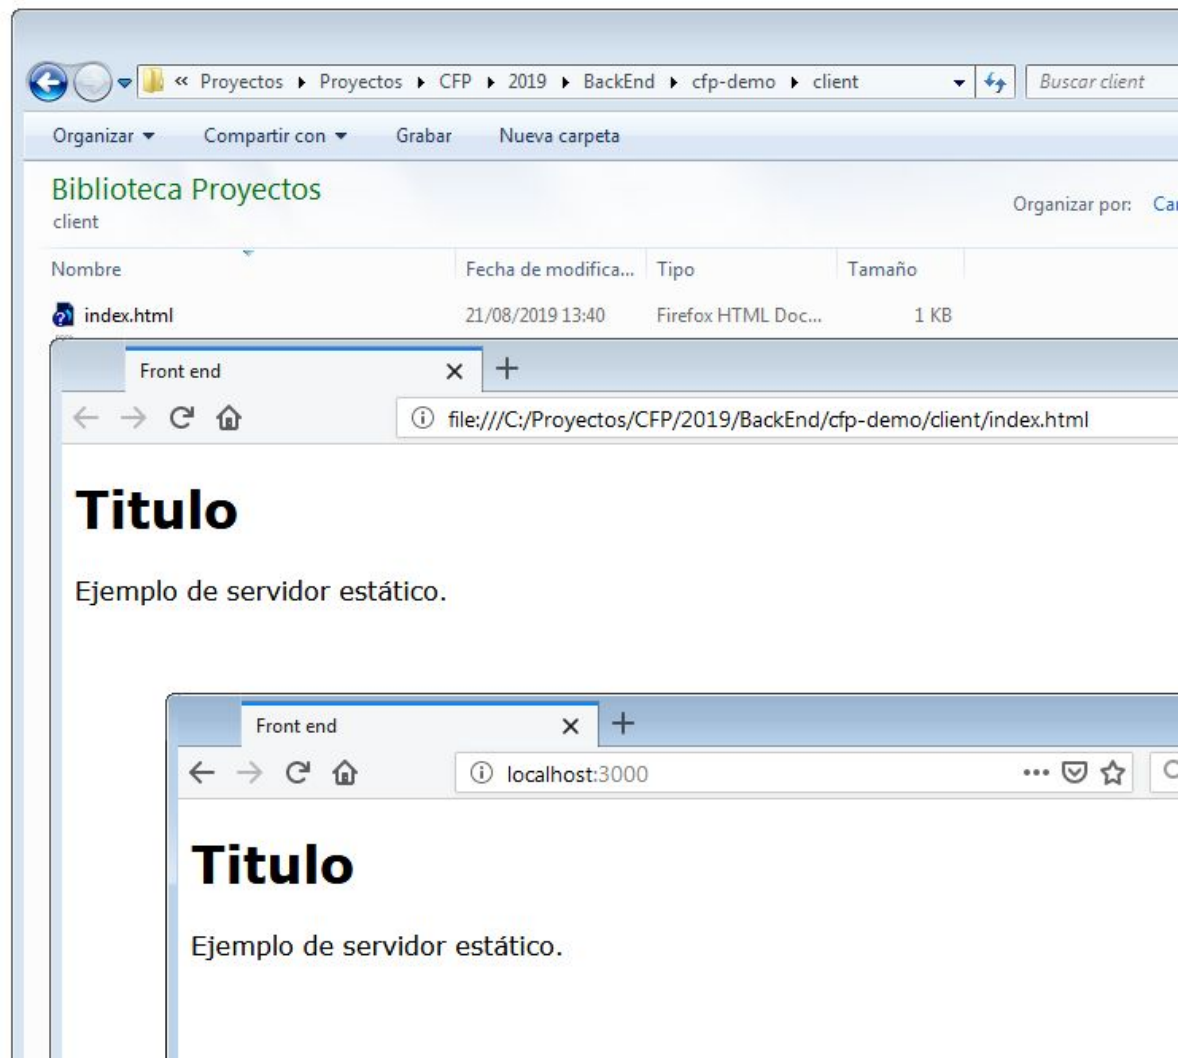 « Proyectos ▸ Proyectos ▸ CFP ▸ 2019 ▸ BackEnd ▸ cfp-demo ▸ client Buscar client
Organizar Compartir con Grabar Nueva carpeta
Biblioteca Proyectos
client
Organizar por:
Nombre Fecha de modifica... Tipo Tamaño
index.html 21/08/2019 13:40 Firefox HTML Doc... 1 KB
Front end
file:///C:/Proyectos/CFP/2019/BackEnd/cfp-demo/client/index.html
Titulo
Ejemplo de servidor estático.
Front end
localhost:3000
Titulo
Ejemplo de servidor estático.